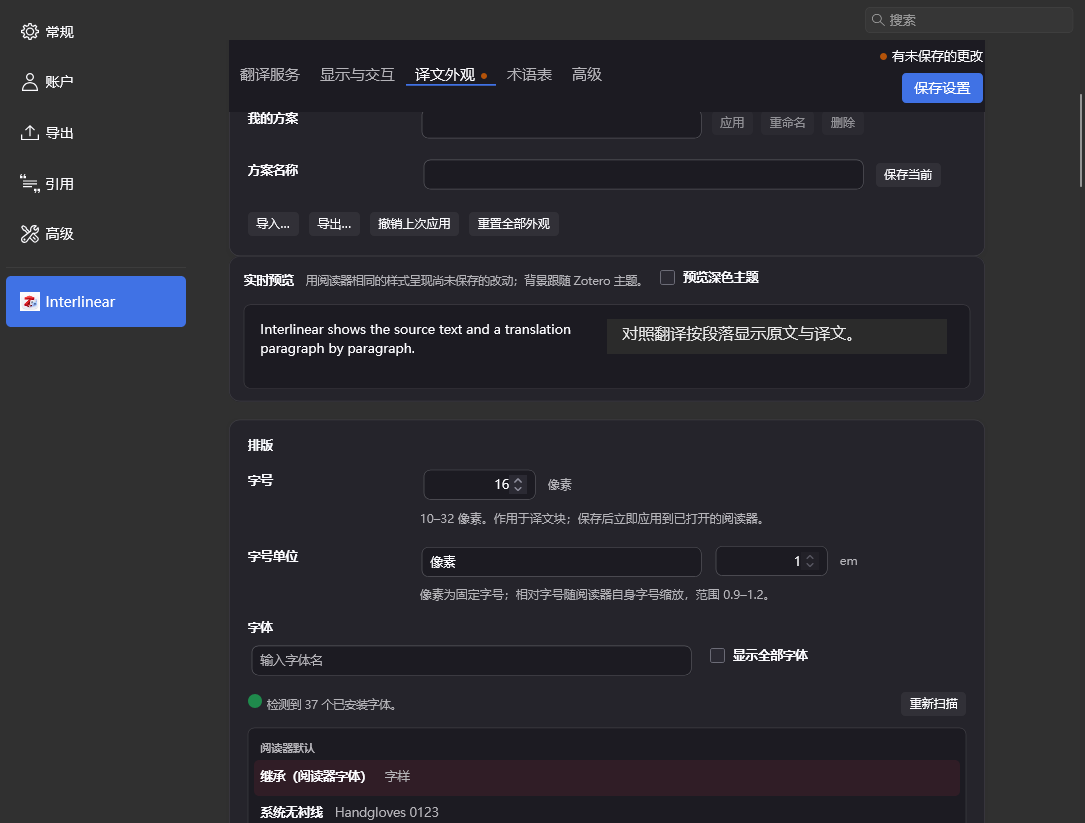 常规
账户
导出
引用
高级
Interlinear
搜索
翻译服务 显示与交互 译文外观 术语表 高级
有未保存的更改
保存设置
我的方案 应用 重命名 删除
方案名称 保存当前
导入... 导出... 撤销上次应用 重置全部外观
实时预览 用阅读器相同的样式呈现尚未保存的改动；背景跟随 Zotero 主题。 预览深色主题
Interlinear shows the source text and a translation
paragraph by paragraph.
对照翻译按段落显示原文与译文。
排版
字号 16 像素
10–32 像素。作用于译文块；保存后立即应用到已打开的阅读器。
字号单位 像素 1 em
像素为固定字号；相对字号随阅读器自身字号缩放，范围 0.9–1.2。
字体
输入字体名 显示全部字体
检测到 37 个已安装字体。 重新扫描
阅读器默认
继承（阅读器字体） 字样
系统无衬线 Handgloves 0123